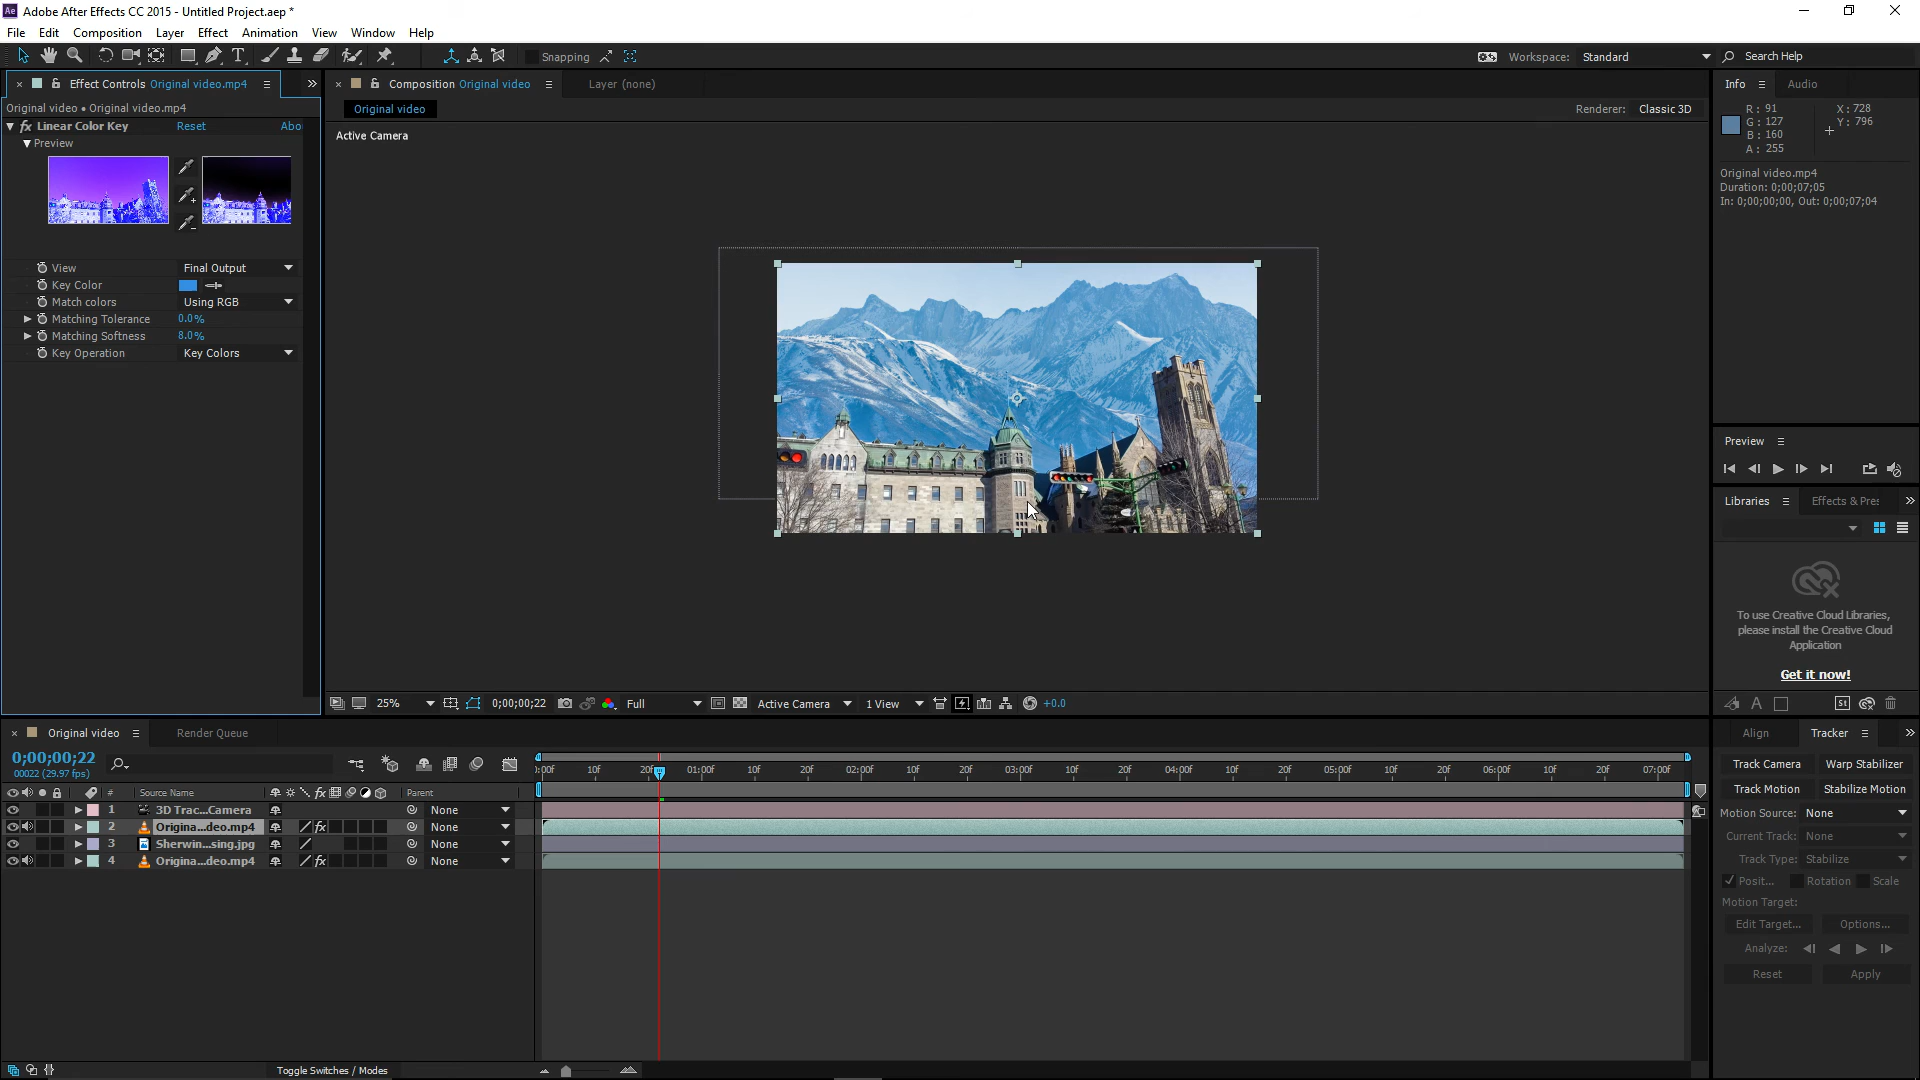 Ae Adobe After Effects CC 2015 - Untitled Project.aep *
File Edit Composition Layer Effect Animation View Window Help
Snapping
Workspace: Standard
Search Help
Effect Controls Original video.mp4
Original video • Original video.mp4
fx Linear Color Key Reset Abo
Preview
View Final Output
Key Color
Match colors Using RGB
Matching Tolerance 0.0%
Matching Softness 8.0%
Key Operation Key Colors
Composition Original video
Layer (none)
Original video
Renderer: Classic 3D
Active Camera
25%
0;00;00;22
Full
Active Camera
1 View
+0.0
Info Audio
R: 91
G: 127
B: 160
A: 255
X: 728
Y: 796
Original video.mp4
Duration: 0;00;07;05
In: 0;00;00;00, Out: 0;00;07;04
Preview
Libraries Effects & Pre
To use Creative Cloud Libraries,
please install the Creative Cloud
Application
Get it now!
St
Original video
Render Queue
0;00;00;22
00022 (29.97 fps)
# Source Name fx Parent
1 3D Trac...Camera None
2 Origina...deo.mp4 fx None
3 Sherwin...sing.jpg None
4 Origina...deo.mp4 fx None
:00f 10f 20f 01:00f 10f 20f 02:00f 10f 20f 03:00f 10f 20f 04:00f 10f 20f 05:00f 10f 20f 06:00f 10f 20f 07:00f
Toggle Switches / Modes
Align Tracker
Track Camera Warp Stabilizer
Track Motion Stabilize Motion
Motion Source: None
Current Track: None
Track Type: Stabilize
Posit... Rotation Scale
Motion Target:
Edit Target... Options...
Analyze:
Reset Apply